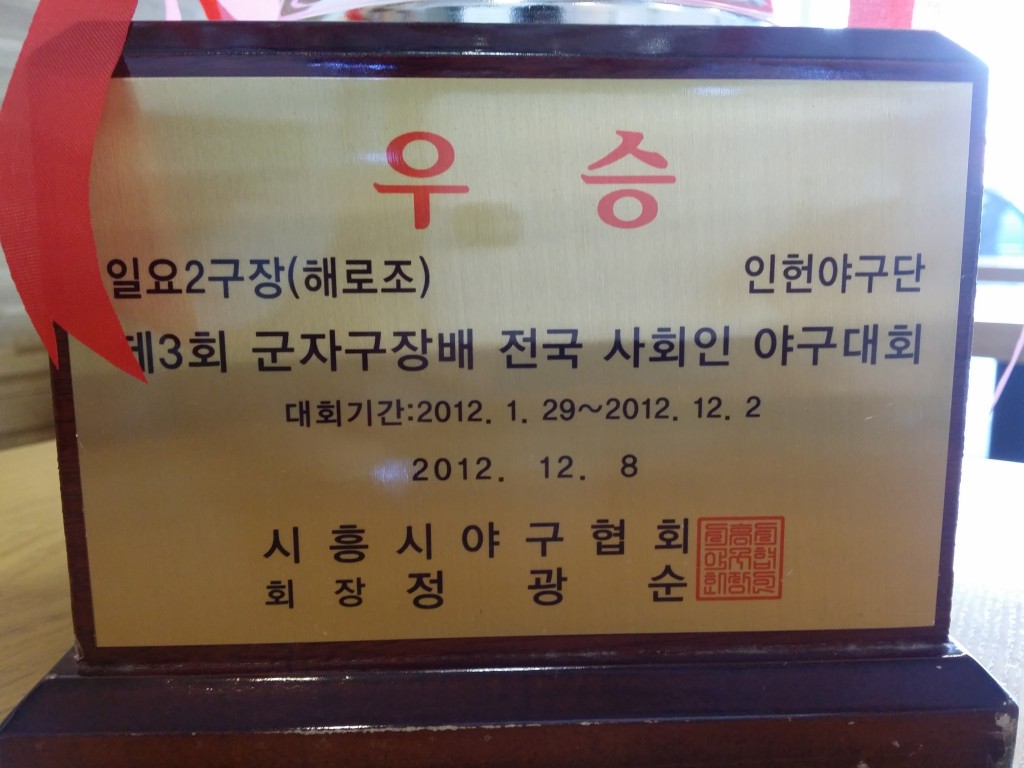 우 승
일요2구장(해로조) 인헌야구단
제3회 군자구장배 전국 사회인 야구대회
대회기간:2012. 1. 29~2012. 12. 2
2012. 12. 8
시 흥 시 야 구 협 회
회 장 정 광 순